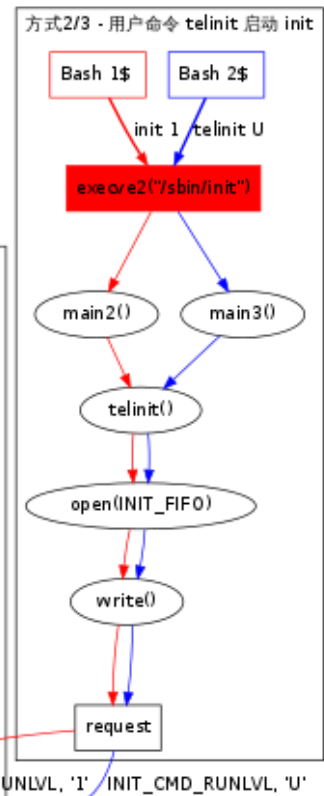 方式2/3 - 用户命令 telinit 启动 init
Bash 1$
Bash 2$
init 1
telinit U
execve2("/sbin/init")
main2()
main3()
telinit()
open(INIT_FIFO)
write()
request
UNLVL, '1'
INIT_CMD_RUNLVL, 'U'